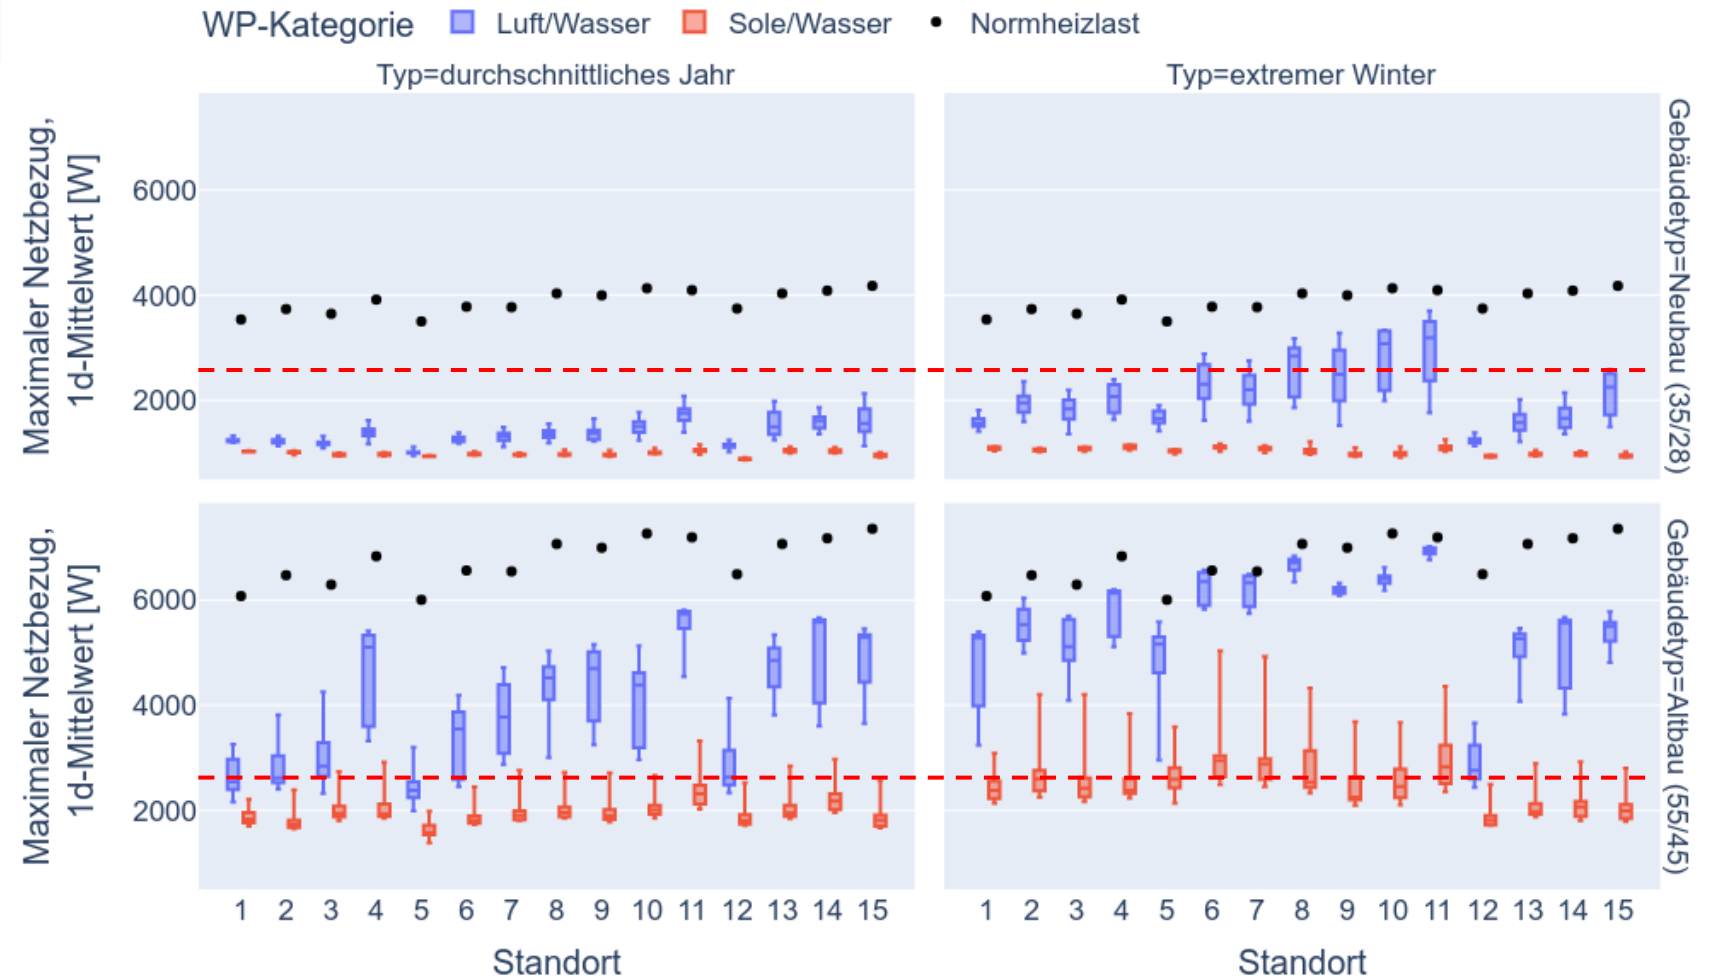 WP-Kategorie Luft/Wasser Sole/Wasser Normheizlast
Typ=durchschnittliches Jahr
Typ=extremer Winter
Maximaler Netzbezug,
1d-Mittelwert [W]
6000
4000
2000
Gebäudetyp=Neubau (35/28)
Maximaler Netzbezug,
1d-Mittelwert [W]
6000
4000
2000
Gebäudetyp=Altbau (55/45)
1 2 3 4 5 6 7 8 9 10 11 12 13 14 15
1 2 3 4 5 6 7 8 9 10 11 12 13 14 15
Standort
Standort